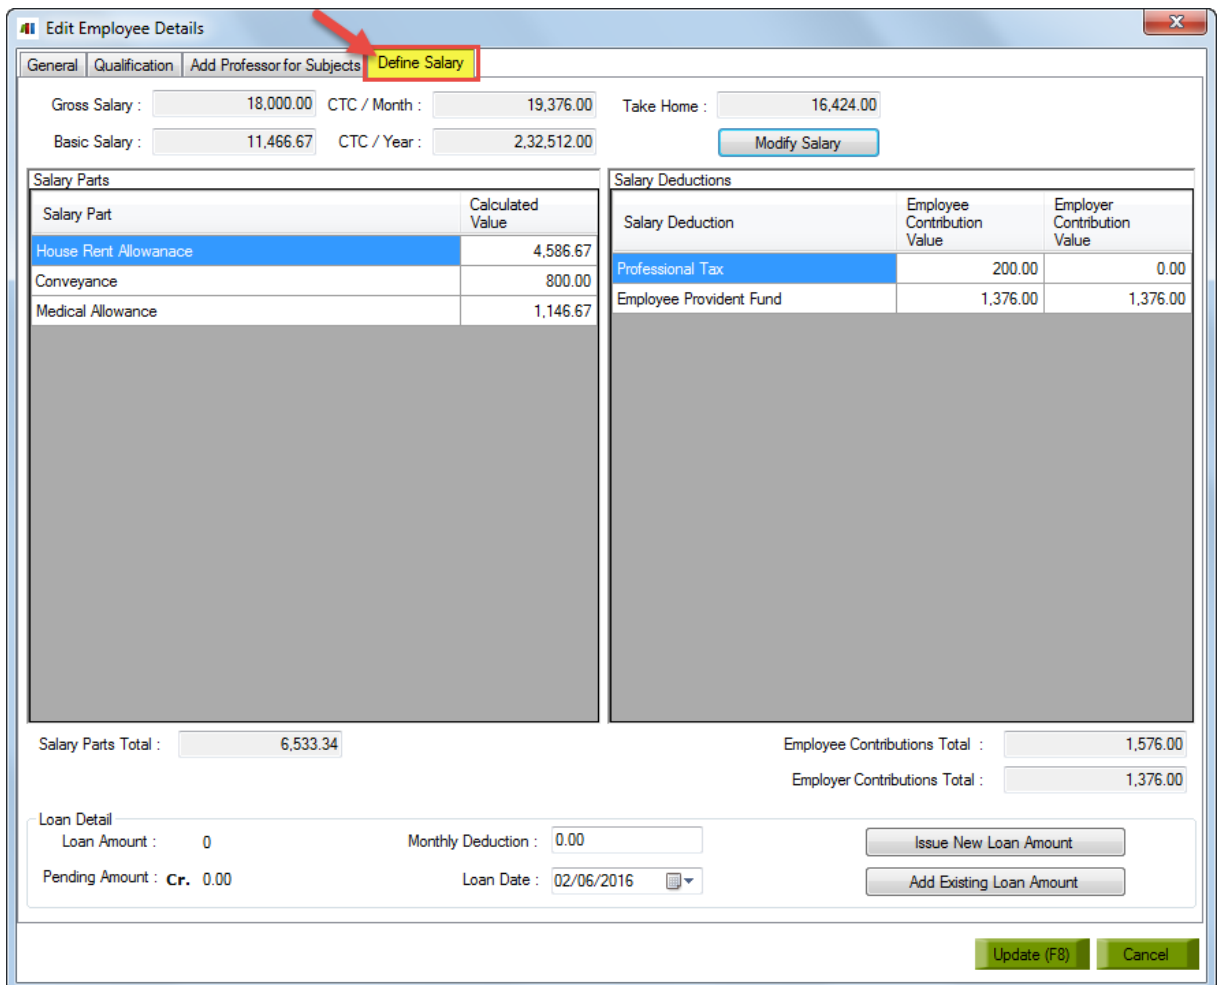 Edit Employee Details
X
General Qualification Add Professor for Subjects Define Salary
Gross Salary : 18,000.00 CTC / Month : 19,376.00 Take Home : 16,424.00
Basic Salary : 11,466.67 CTC / Year : 2,32,512.00 Modify Salary
Salary Parts
Salary Part Calculated Value
House Rent Allowanace 4,586.67
Conveyance 800.00
Medical Allowance 1,146.67
Salary Deductions
Salary Deduction Employee Contribution Value Employer Contribution Value
Professional Tax 200.00 0.00
Employee Provident Fund 1,376.00 1,376.00
Salary Parts Total : 6,533.34
Employee Contributions Total : 1,576.00
Employer Contributions Total : 1,376.00
Loan Detail
Loan Amount : 0 Monthly Deduction : 0.00 Issue New Loan Amount
Pending Amount : Cr. 0.00 Loan Date : 02/06/2016 Add Existing Loan Amount
Update (F8) Cancel